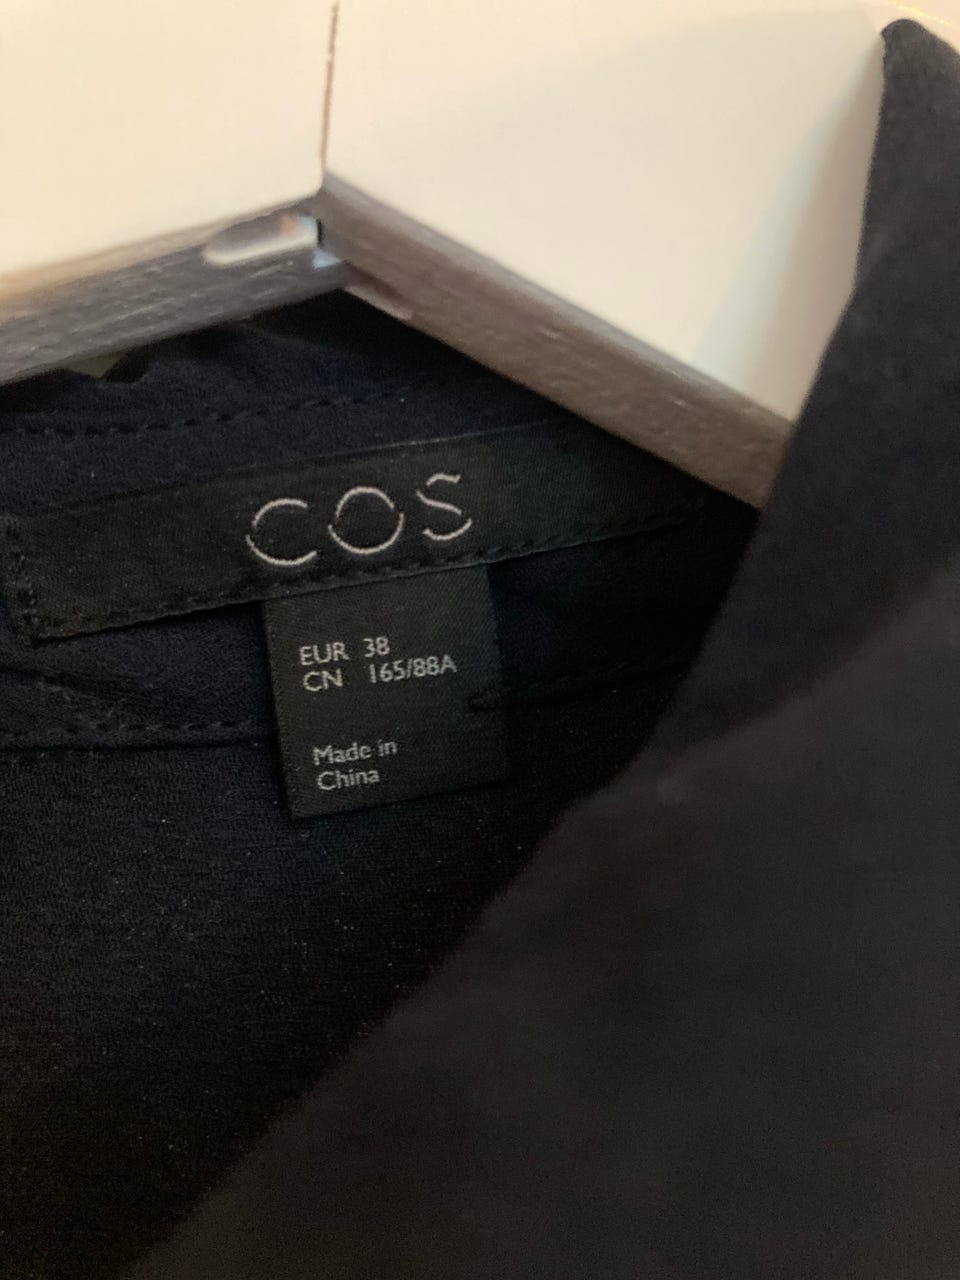 COS
EUR 38
CN 165/88A
Made in
China